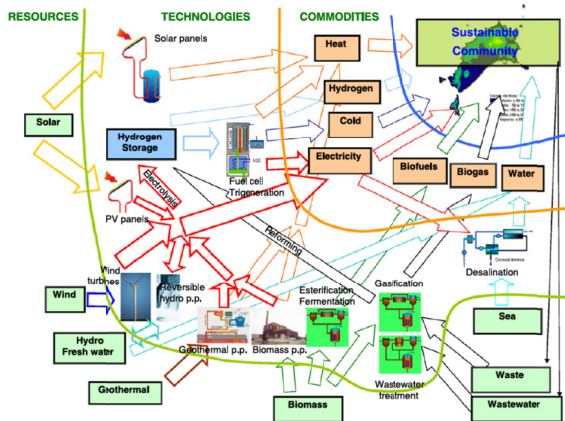 RESOURCES
TECHNOLOGIES
COMMODITIES
Solar panels
Heat
Sustainable
Community
Hydrogen
Solar
Cold
Hydrogen
Storage
Fuel cell
Trigeneration
Electricity
Biofuels
Biogas
Water
Electrolysis
PV panels
Reforming
Desalination
Wind
turbines
Reversible
hydro p.p.
Esterification
Fermentation
Gasification
Wind
Hydro
Fresh water
Geothermal p.p.
Biomass p.p.
Sea
Geothermal
Biomass
Wastewater
treatment
Waste
Wastewater